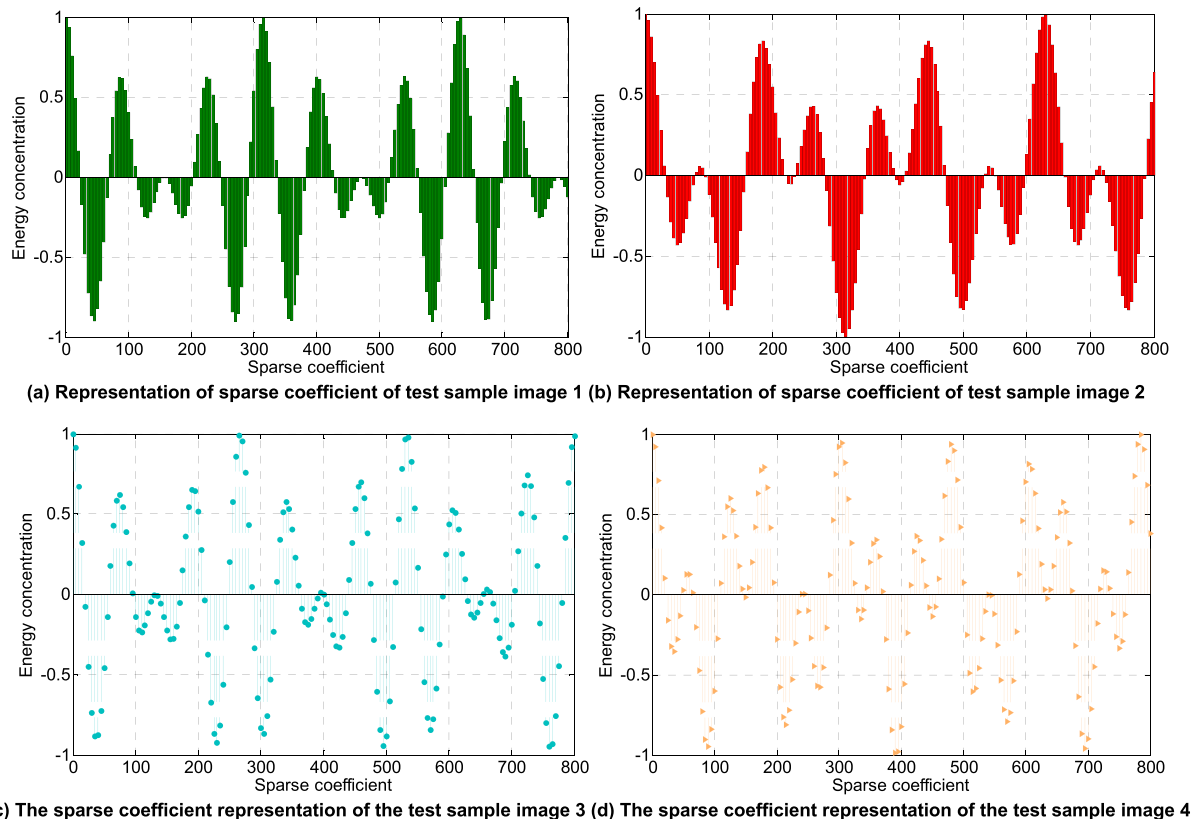 1
0.5
0
-0.5
-1
Energy concentration
0 100 200 300 400 500 600 700 800
Sparse coefficient
(a) Representation of sparse coefficient of test sample image 1
1
0.5
0
-0.5
-1
Energy concentration
0 100 200 300 400 500 600 700 800
Sparse coefficient
(b) Representation of sparse coefficient of test sample image 2
1
0.5
0
-0.5
-1
Energy concentration
0 100 200 300 400 500 600 700 800
Sparse coefficient
c) The sparse coefficient representation of the test sample image 3
1
0.5
0
-0.5
-1
Energy concentration
0 100 200 300 400 500 600 700 800
Sparse coefficient
(d) The sparse coefficient representation of the test sample image 4